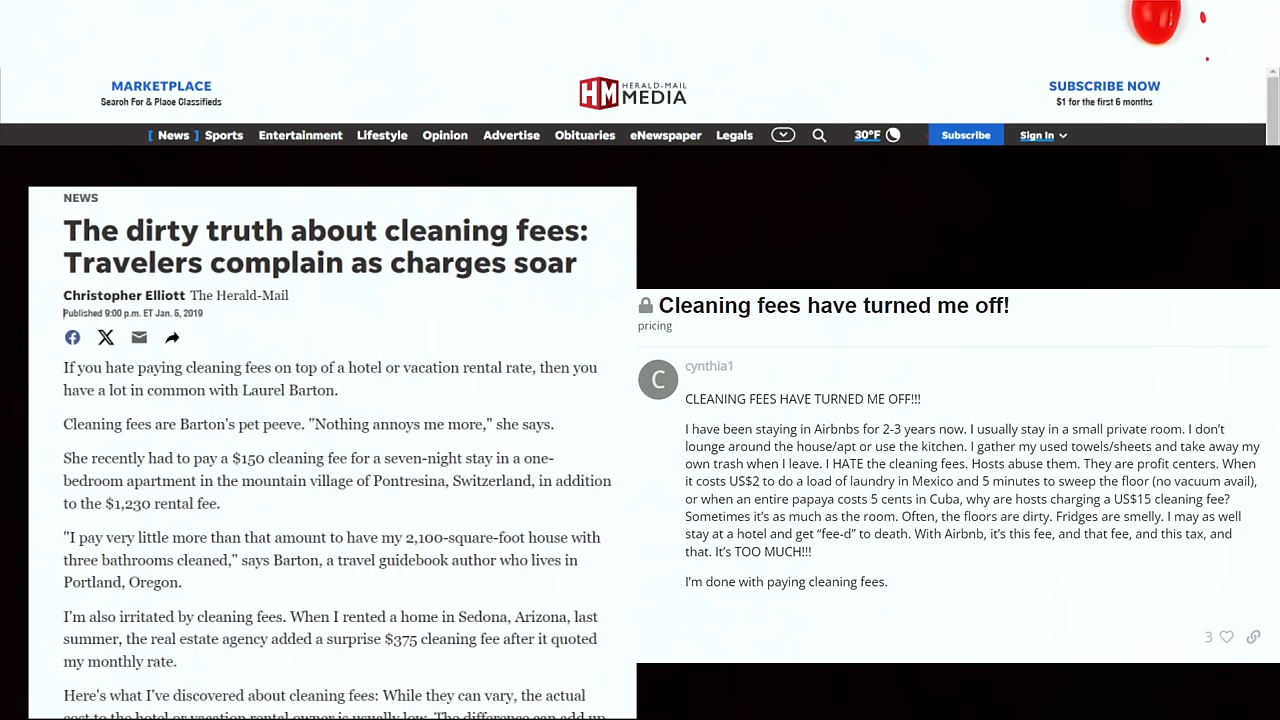 MARKETPLACE
Search For & Place Classifieds
HM HERALD-MAIL
MEDIA
SUBSCRIBE NOW
$1 for the first 6 months
[ News ] Sports Entertainment Lifestyle Opinion Advertise Obituaries eNewspaper Legals 30°F Subscribe Sign In
NEWS
The dirty truth about cleaning fees:
Travelers complain as charges soar
Christopher Elliott The Herald-Mail
Published 9:00 p.m. ET Jan. 5, 2019
If you hate paying cleaning fees on top of a hotel or vacation rental rate, then you
have a lot in common with Laurel Barton.
Cleaning fees are Barton's pet peeve. "Nothing annoys me more," she says.
She recently had to pay a $150 cleaning fee for a seven-night stay in a one-
bedroom apartment in the mountain village of Pontresina, Switzerland, in addition
to the $1,230 rental fee.
"I pay very little more than that amount to have my 2,100-square-foot house with
three bathrooms cleaned," says Barton, a travel guidebook author who lives in
Portland, Oregon.
I'm also irritated by cleaning fees. When I rented a home in Sedona, Arizona, last
summer, the real estate agency added a surprise $375 cleaning fee after it quoted
my monthly rate.
Here's what I've discovered about cleaning fees: While they can vary, the actual
cost to the hotel or vacation rental owner is usually low. The difference can add up
Cleaning fees have turned me off!
pricing
C
cynthia1
CLEANING FEES HAVE TURNED ME OFF!!!
I have been staying in Airbnbs for 2-3 years now. I usually stay in a small private room. I don't
lounge around the house/apt or use the kitchen. I gather my used towels/sheets and take away my
own trash when I leave. I HATE the cleaning fees. Hosts abuse them. They are profit centers. When
it costs US$2 to do a load of laundry in Mexico and 5 minutes to sweep the floor (no vacuum avail),
or when an entire papaya costs 5 cents in Cuba, why are hosts charging a US$15 cleaning fee?
Sometimes it's as much as the room. Often, the floors are dirty. Fridges are smelly. I may as well
stay at a hotel and get “fee-d” to death. With Airbnb, it's this fee, and that fee, and this tax, and
that. It's TOO MUCH!!!
I'm done with paying cleaning fees.
3